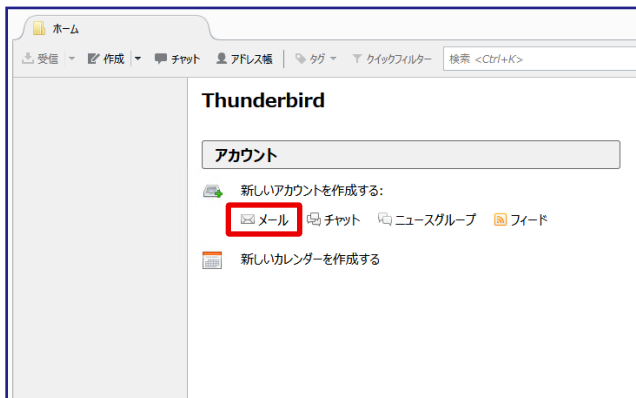 ホーム
受信 作成 チャット アドレス帳 タグ クイックフィルター 検索 <Ctrl+K>
Thunderbird
アカウント
新しいアカウントを作成する:
メール チャット ニュースグループ フィード
新しいカレンダーを作成する